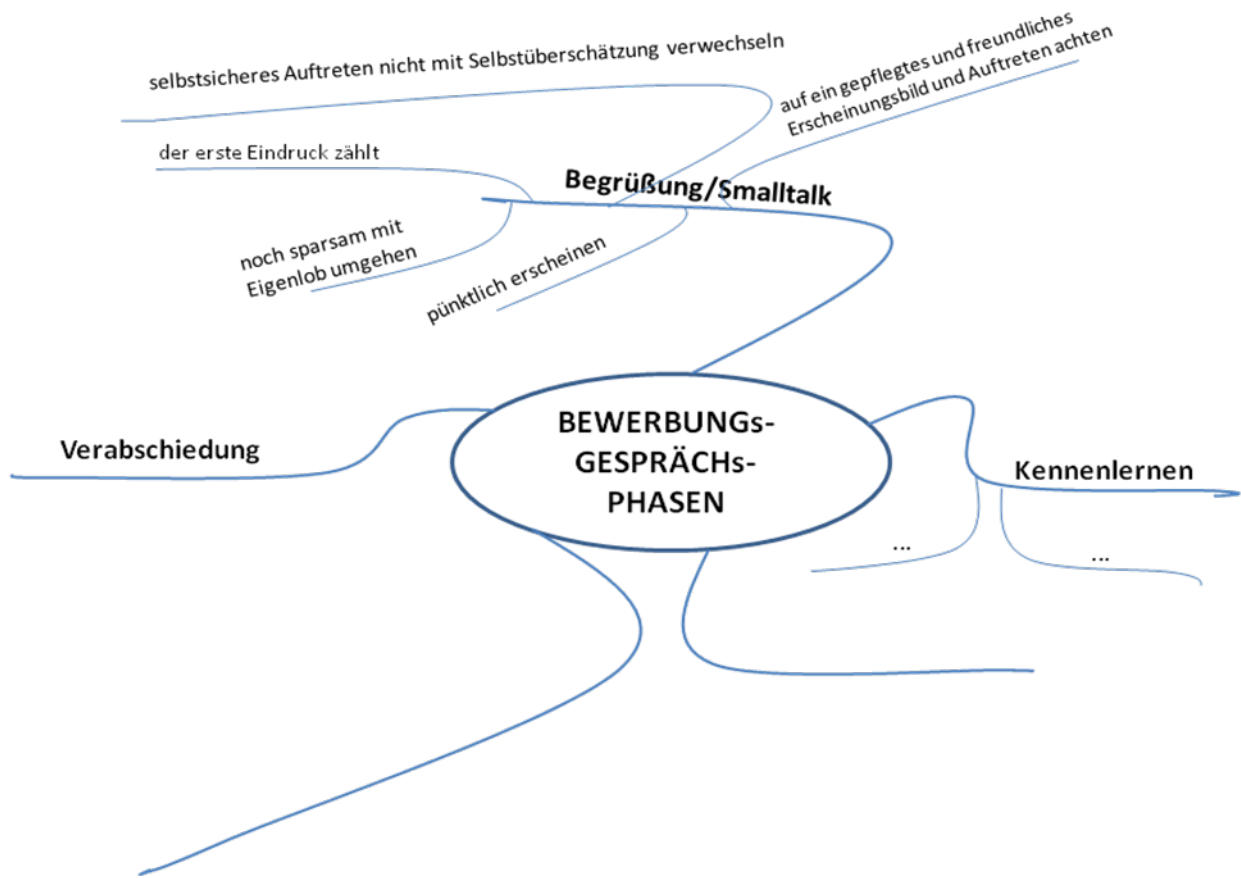 selbstsicheres Auftreten nicht mit Selbstüberschätzung verwechseln
auf ein gepflegtes und freundliches
Erscheinungsbild und Auftreten achten
der erste Eindruck zählt
Begrüßung/Smalltalk
noch sparsam mit
Eigenlob umgehen
pünktlich erscheinen
BEWERBUNGs-
GESPRÄCHs-
PHASEN
Verabschiedung
Kennenlernen
...
...